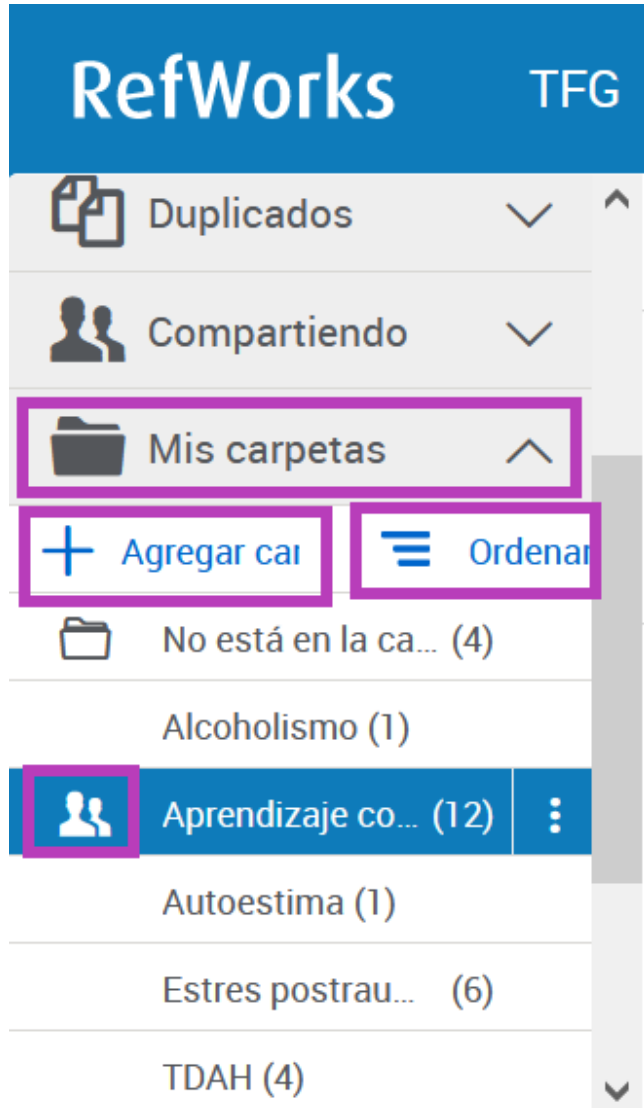 RefWorks TFG
Duplicados
Compartiendo
Mis carpetas
Agregar car Ordenar
No está en la ca... (4)
Alcoholismo (1)
Aprendizaje co... (12)
Autoestima (1)
Estres postrau... (6)
TDAH (4)